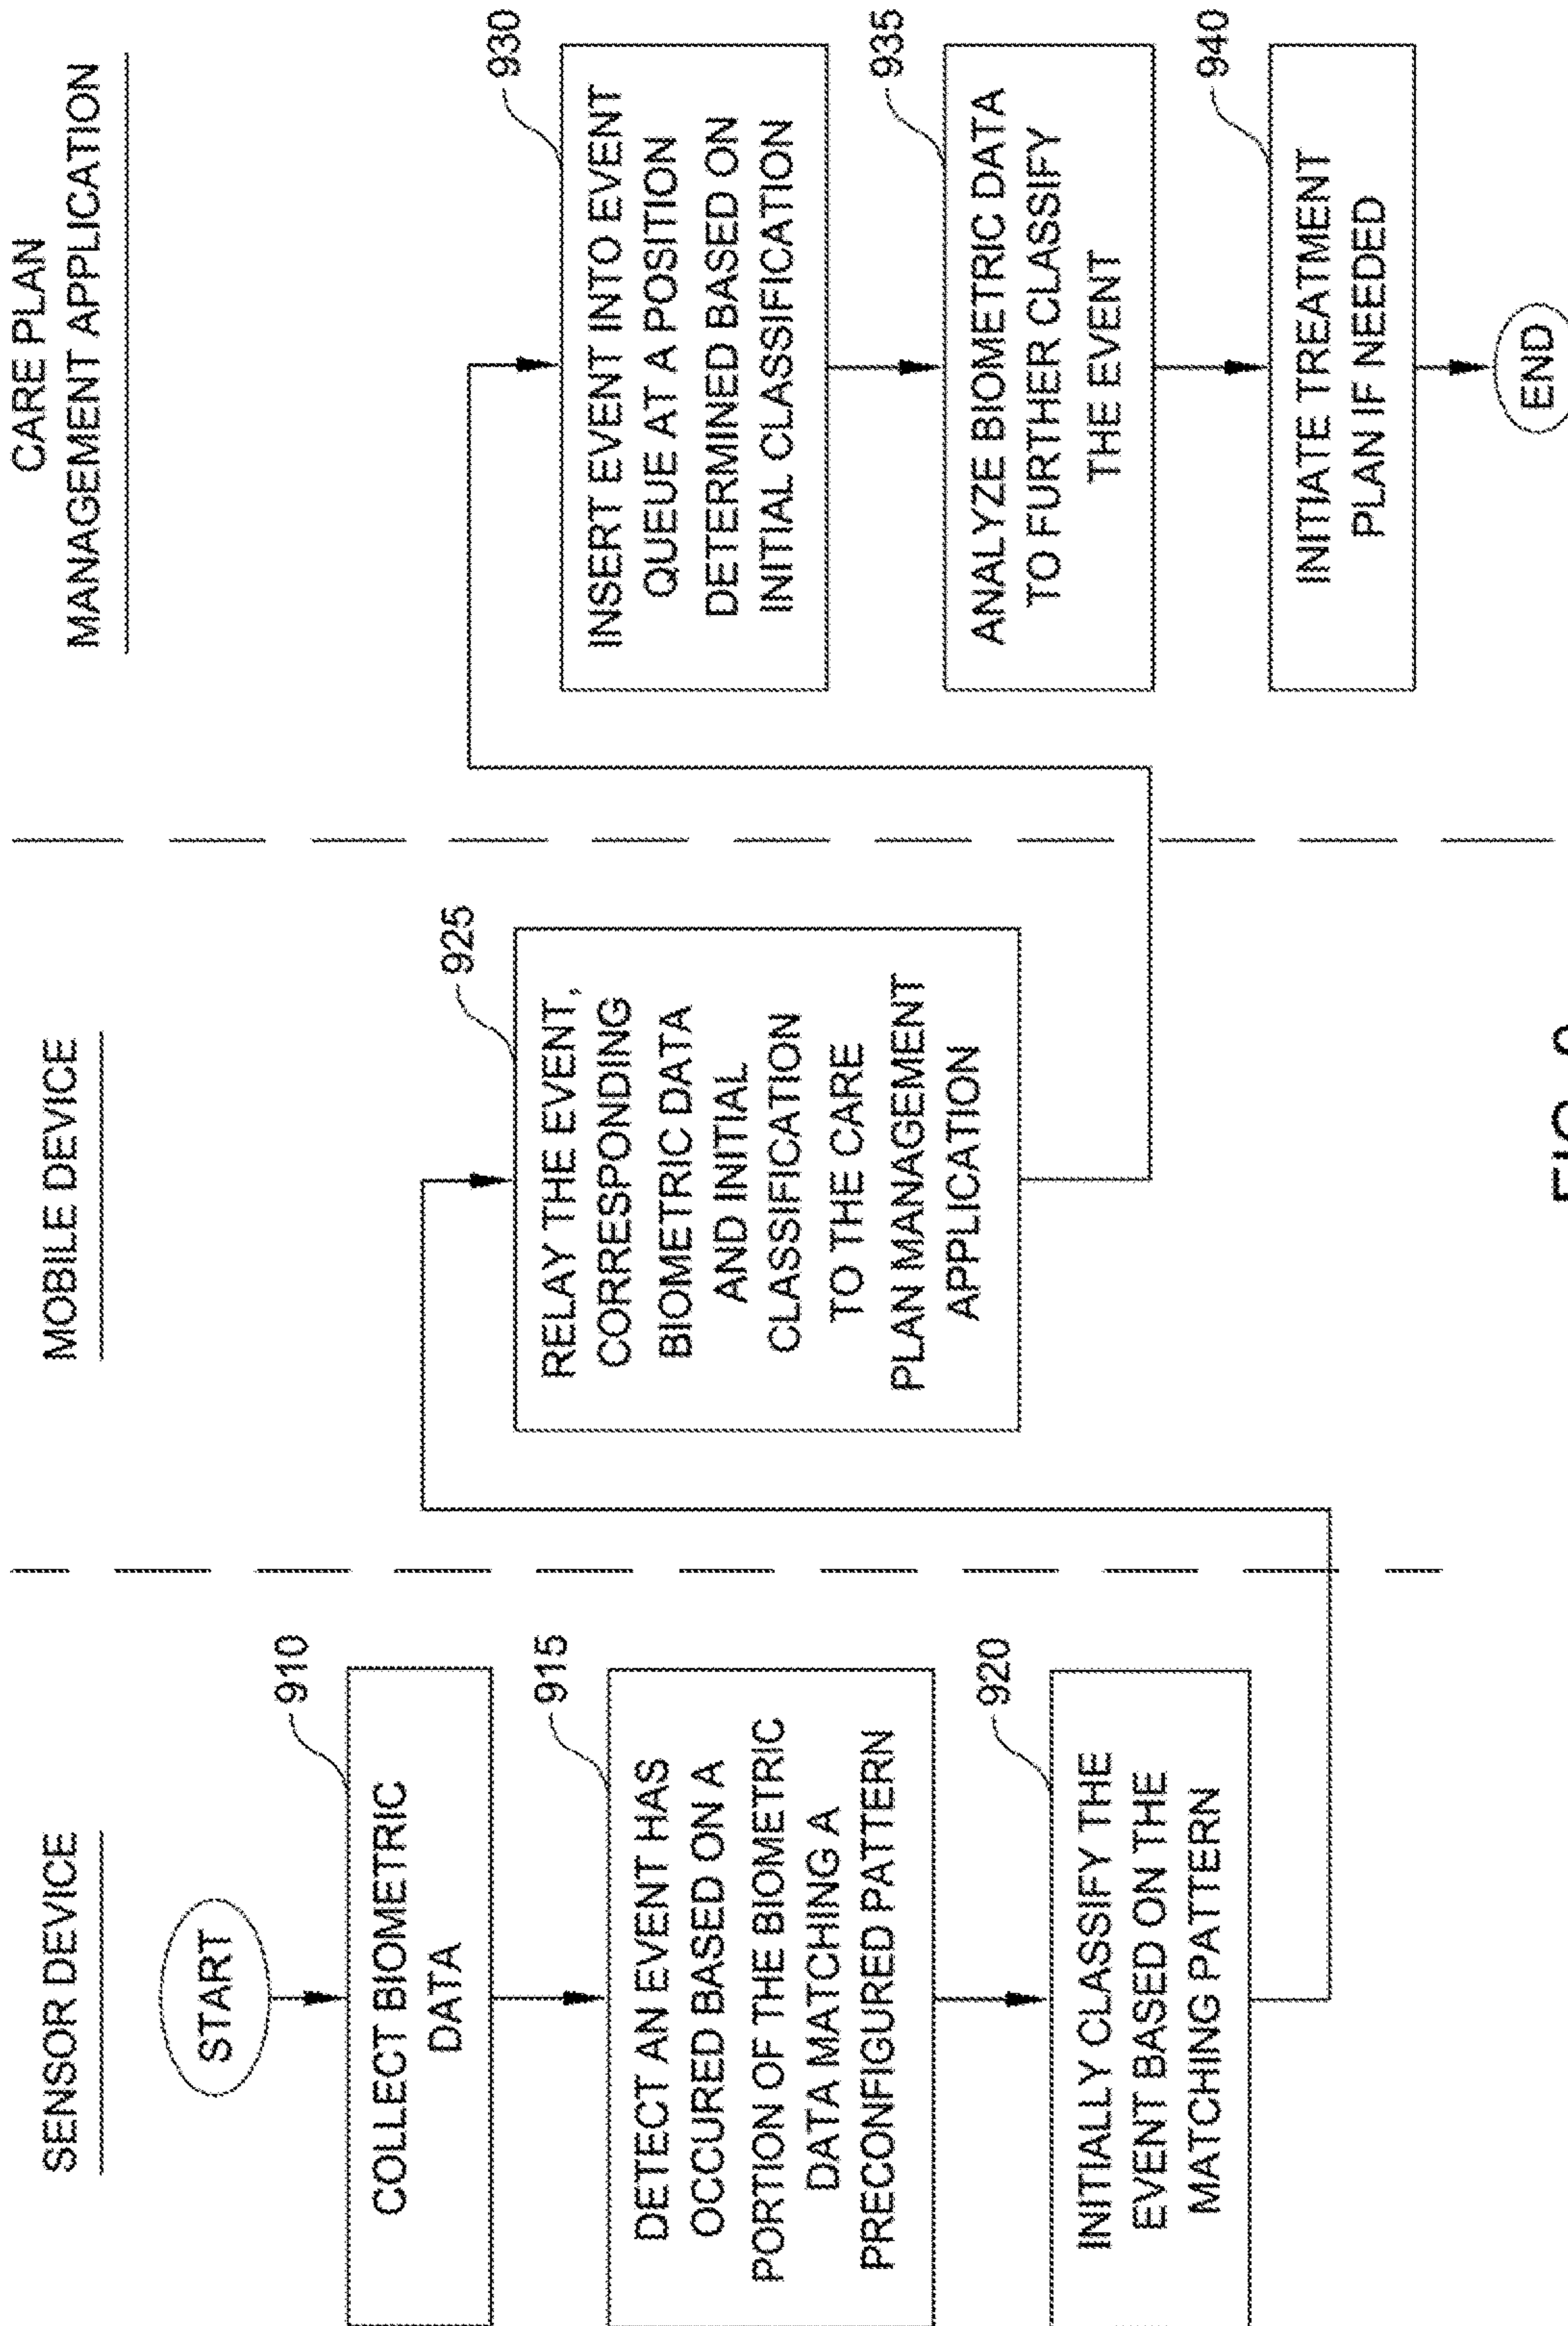 SENSOR DEVICE
START
910
COLLECT BIOMETRIC
DATA
915
DETECT AN EVENT HAS
OCCURED BASED ON A
PORTION OF THE BIOMETRIC
DATA MATCHING A
PRECONFIGURED PATTERN
920
INITIALLY CLASSIFY THE
EVENT BASED ON THE
MATCHING PATTERN
MOBILE DEVICE
925
RELAY THE EVENT,
CORRESPONDING
BIOMETRIC DATA
AND INITIAL
CLASSIFICATION
TO THE CARE
PLAN MANAGEMENT
APPLICATION
CARE PLAN
MANAGEMENT APPLICATION
930
INSERT EVENT INTO EVENT
QUEUE AT A POSITION
DETERMINED BASED ON
INITIAL CLASSIFICATION
935
ANALYZE BIOMETRIC DATA
TO FURTHER CLASSIFY
THE EVENT
940
INITIATE TREATMENT
PLAN IF NEEDED
END